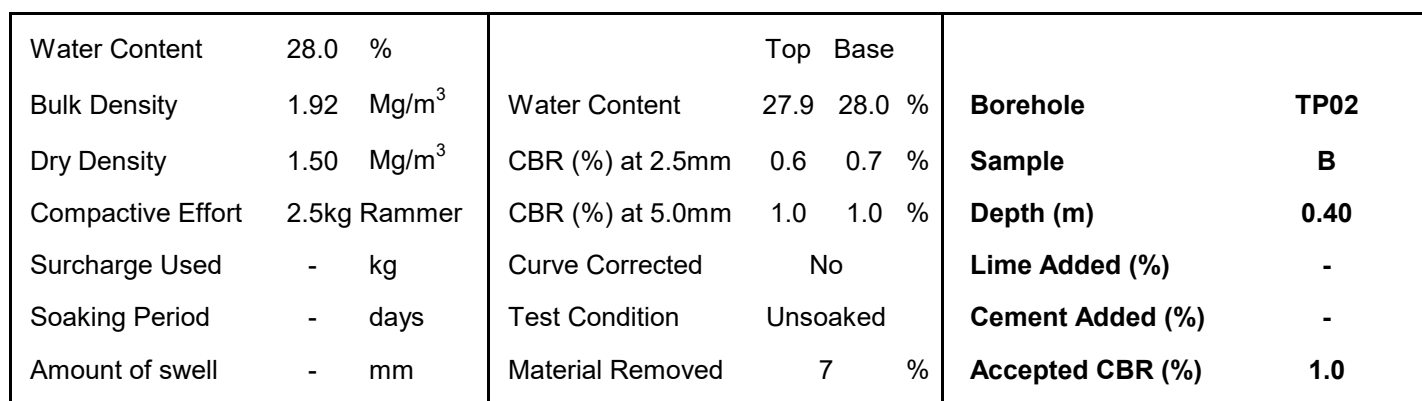 Water Content 28.0 %
Bulk Density 1.92 Mg/m³
Dry Density 1.50 Mg/m³
Compactive Effort 2.5kg Rammer
Surcharge Used - kg
Soaking Period - days
Amount of swell - mm
Top Base
Water Content 27.9 28.0 %
CBR (%) at 2.5mm 0.6 0.7 %
CBR (%) at 5.0mm 1.0 1.0 %
Curve Corrected No
Test Condition Unsoaked
Material Removed 7 %
Borehole TP02
Sample B
Depth (m) 0.40
Lime Added (%) -
Cement Added (%) -
Accepted CBR (%) 1.0